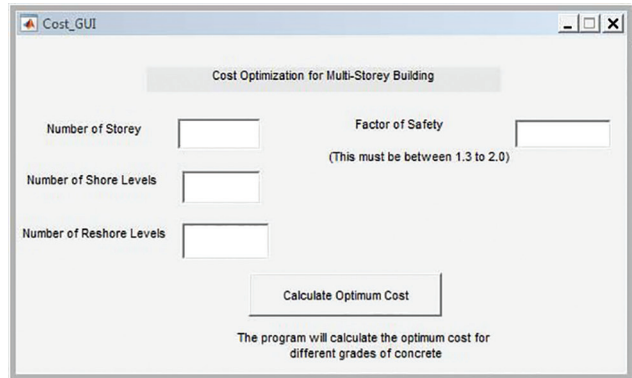 Cost_GUI
Cost Optimization for Multi-Storey Building
Number of Storey
Factor of Safety
(This must be between 1.3 to 2.0)
Number of Shore Levels
Number of Reshore Levels
Calculate Optimum Cost
The program will calculate the optimum cost for
different grades of concrete